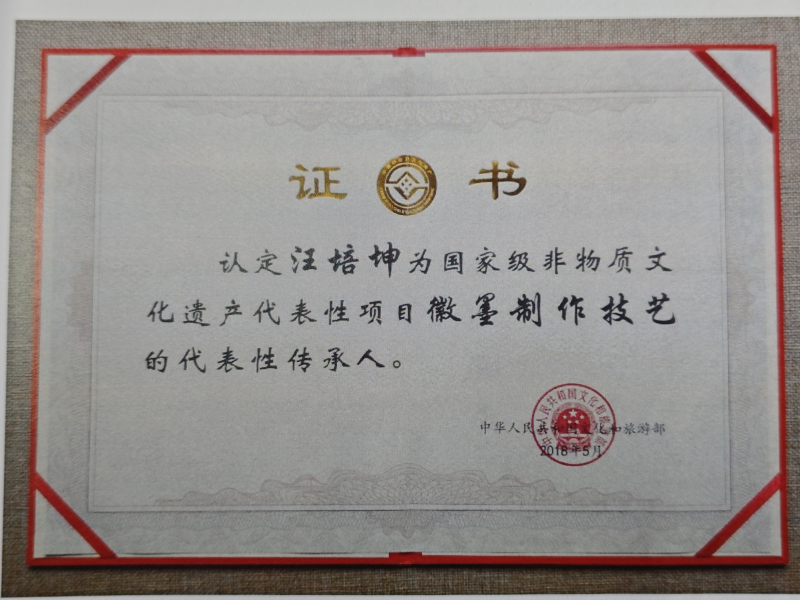 证书
认定汪培坤为国家级非物质文
化遗产代表性项目徽墨制作技艺
的代表性传承人。
中华人民共和国文化和旅游部
2018年5月